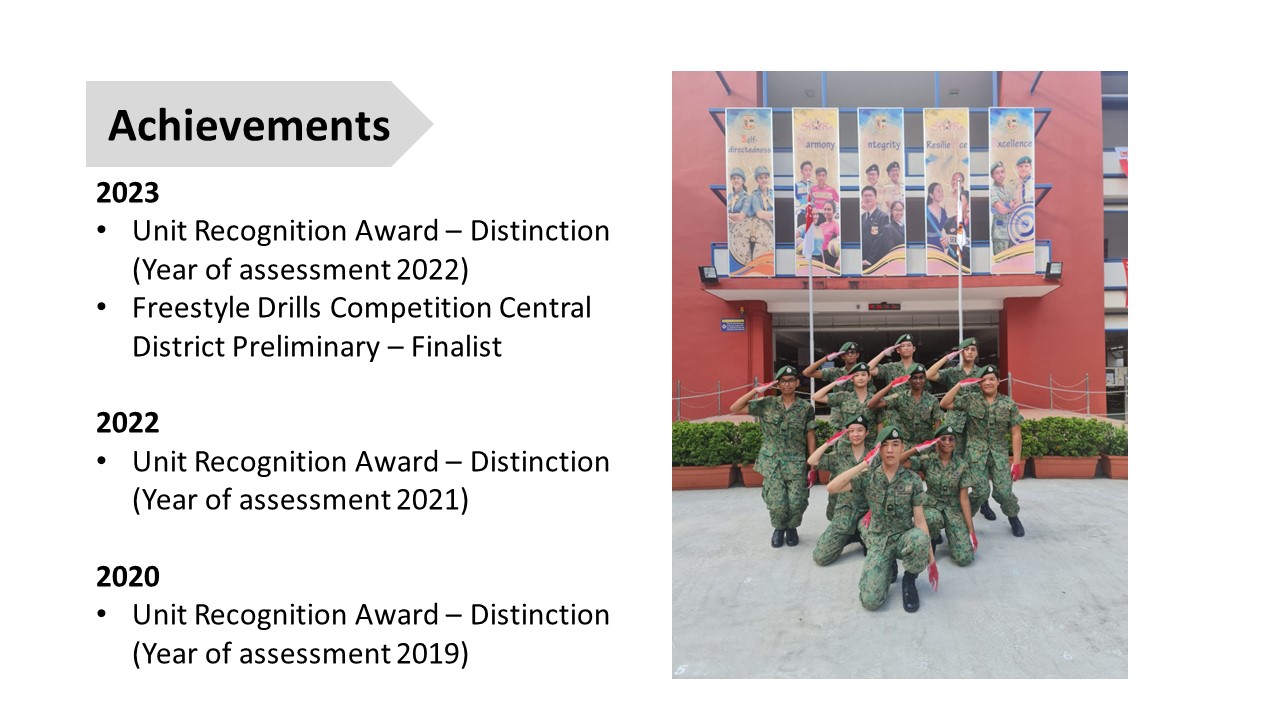 Achievements
2023
• Unit Recognition Award – Distinction
(Year of assessment 2022)
• Freestyle Drills Competition Central
District Preliminary – Finalist
2022
• Unit Recognition Award – Distinction
(Year of assessment 2021)
2020
• Unit Recognition Award – Distinction
(Year of assessment 2019)
Self-
directedness
armony
ntegrity
xcellence